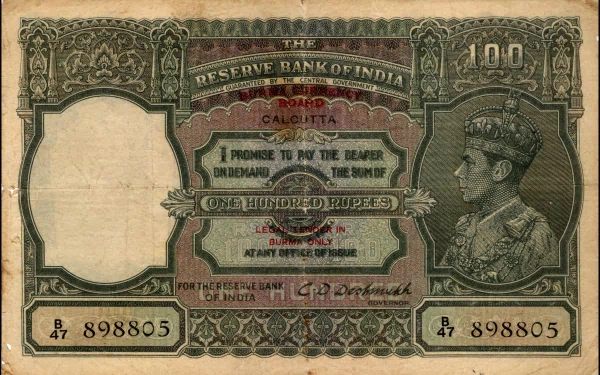 THE
100
RESERVE BANK OF INDIA
GUARANTEED BY THE CENTRAL GOVERNMENT
BURMA CURRENCY
BOARD
CALCUTTA
I PROMISE TO PAY THE BEARER
ON DEMAND THE SUM OF
ONE HUNDRED RUPEES
LEGAL TENDER IN
BURMA ONLY
AT ANY OFFICE OF ISSUE
FOR THE RESERVE BANK
OF INDIA
C. D. Deshmukh
GOVERNOR
B/47 898805
B/47 898805